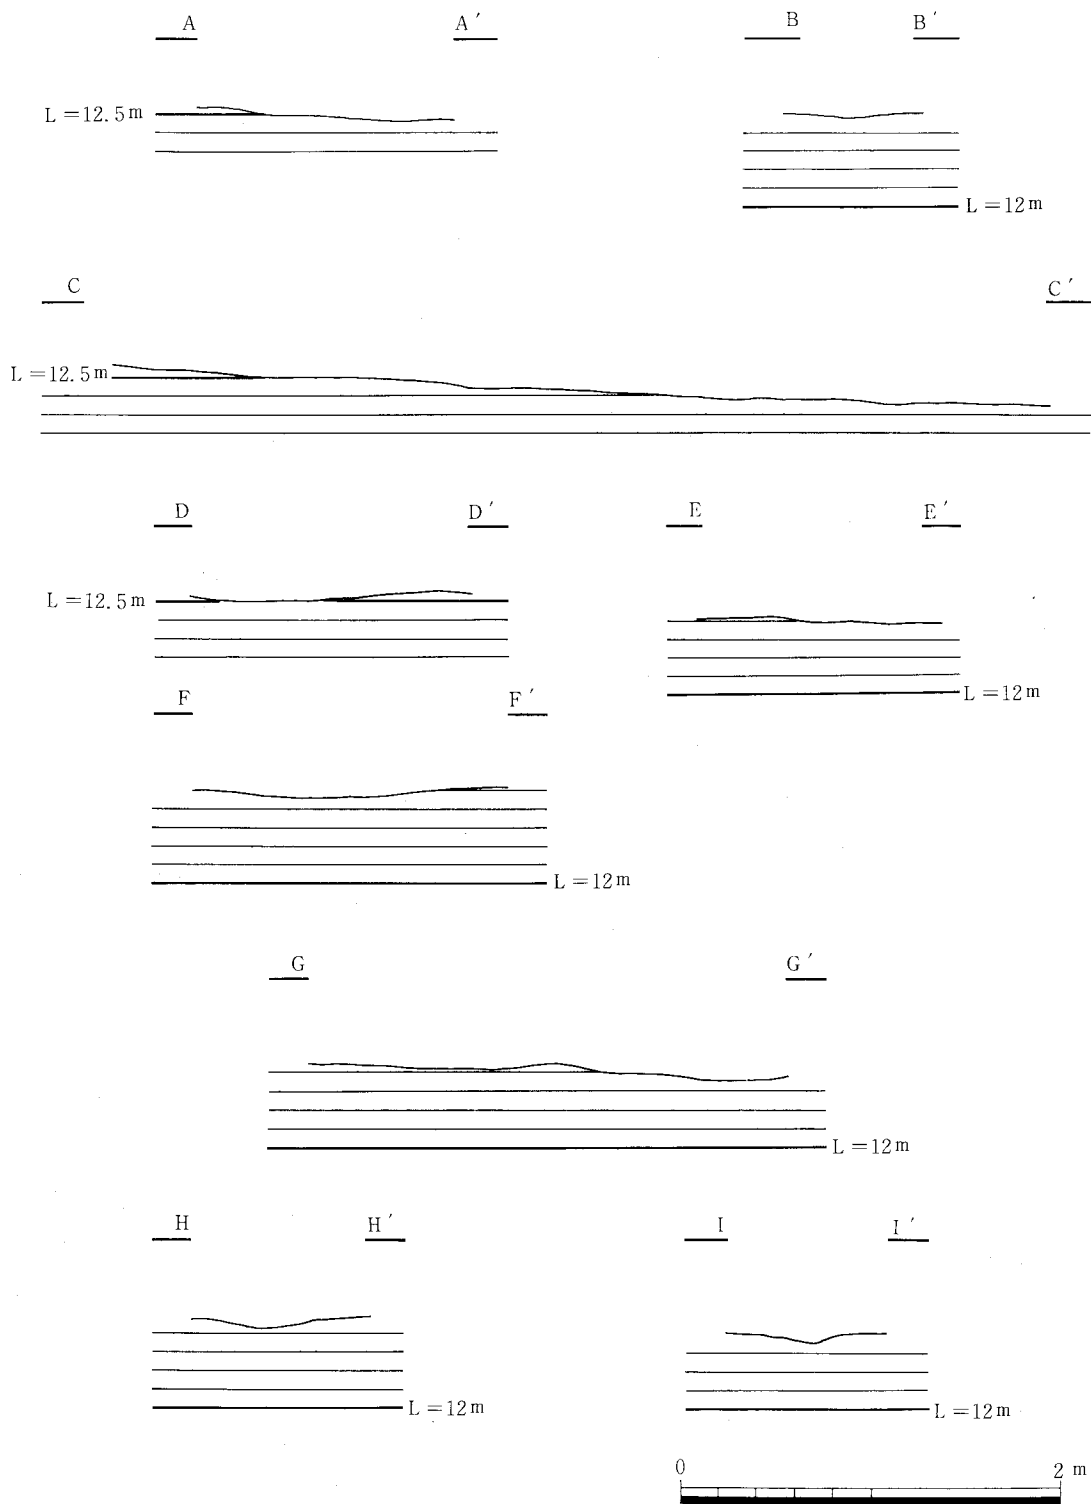 A A′ B B′
L=12.5m
L=12m
C C′
L=12.5m
D D′ E E′
L=12.5m
L=12m
F F′
L=12m
G G′
L=12m
H H′ I I′
L=12m L=12m
0 2 m